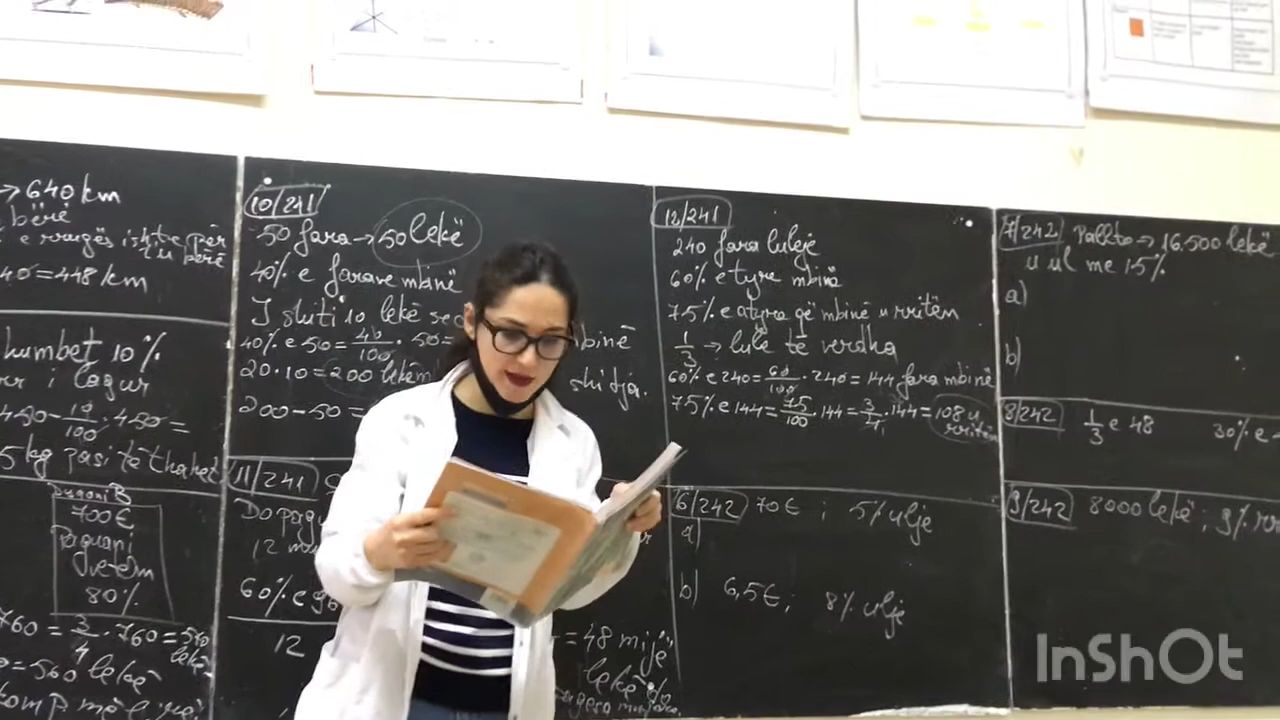 → 640 km
bërë
e rrugës është për
t'u bërë
40 = 448 km
humbet 10%
i lagur
450 - 10/100 · 450 =
5 kg pasi të thahet
Dyqani B
700 €
Paguani
vetëm
80%
760 = 3/4 · 760 = 570
lekë
= 560 lekë
10/241
50 fara → 50 lekë
40% e farave mbinë
I shiti 10 lekë
40% e 50 = 40/100 · 50 =
mbinë
20 · 10 = 200 lekë
shitja.
200 - 50 =
11/241
Do pagu
12
60% e
12
= 48 mijë
lekë
12/241
240 fara luleje
60% e tyre mbinë
75% e atyre që mbinë u rritën
1/3 → lule të verdha
60% e 240 = 60/100 · 240 = 144 fara mbinë
75% e 144 = 75/100 · 144 = 3/4 · 144 = 108 u
rritën
6/242 70 € ; 5% ulje
a)
b) 6,5 € ; 8% ulje
7/242 Pallto → 16.500 lekë
u ul me 15%
a)
b)
8/242 1/3 e 48 30% e
9/242 8000 lekë ; 9%
InShOt